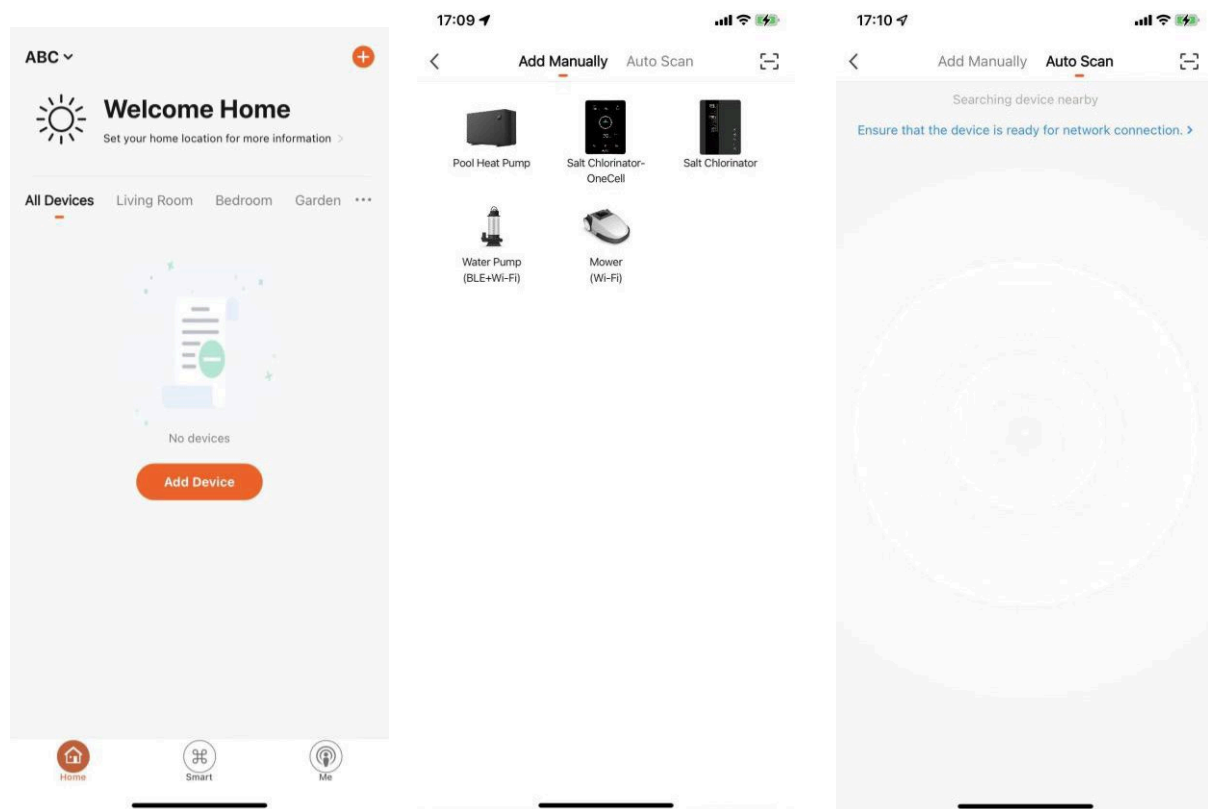 ABC
Welcome Home
Set your home location for more information >
All Devices Living Room Bedroom Garden ...
No devices
Add Device
Home Smart Me
17:09
Add Manually Auto Scan
Pool Heat Pump
Salt Chlorinator-
OneCell
Salt Chlorinator
Water Pump
(BLE+Wi-Fi)
Mower
(Wi-Fi)
17:10
Add Manually Auto Scan
Searching device nearby
Ensure that the device is ready for network connection. >